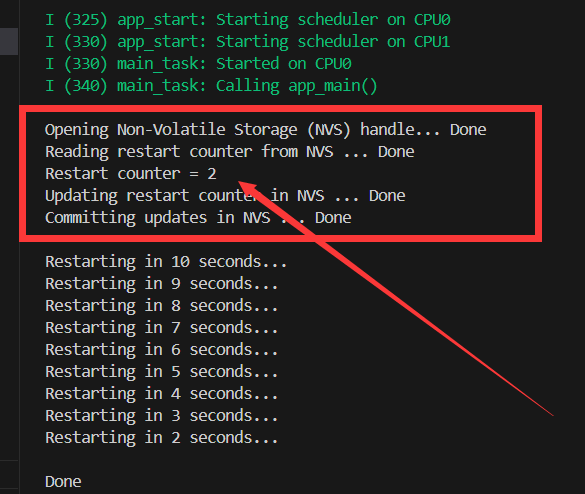 I (325) app_start: Starting scheduler on CPU0
I (330) app_start: Starting scheduler on CPU1
I (330) main_task: Started on CPU0
I (340) main_task: Calling app_main()
Opening Non-Volatile Storage (NVS) handle... Done
Reading restart counter from NVS ... Done
Restart counter = 2
Updating restart counter in NVS ... Done
Committing updates in NVS ... Done
Restarting in 10 seconds...
Restarting in 9 seconds...
Restarting in 8 seconds...
Restarting in 7 seconds...
Restarting in 6 seconds...
Restarting in 5 seconds...
Restarting in 4 seconds...
Restarting in 3 seconds...
Restarting in 2 seconds...
Done